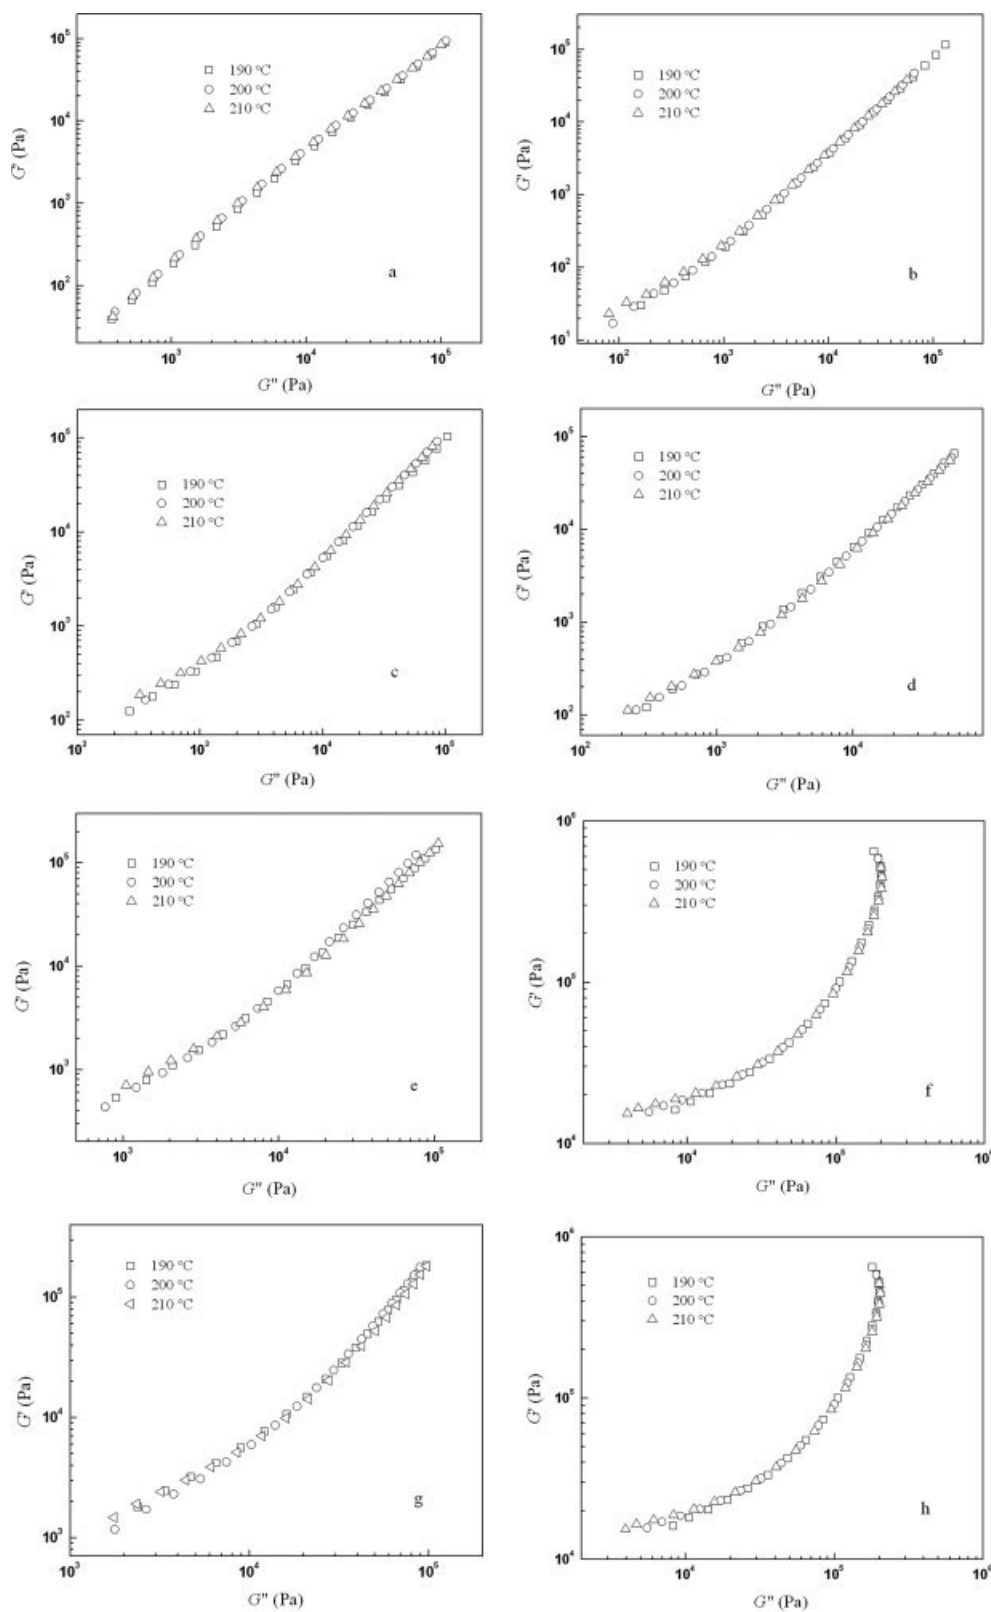 10⁵
190 °C
200 °C
210 °C
10⁴
G' (Pa)
10³
10²
a
10³ 10⁴ 10⁵
G'' (Pa)
10⁵
190 °C
200 °C
210 °C
10⁴
G' (Pa)
10³
10²
b
10¹
10² 10³ 10⁴ 10⁵
G'' (Pa)
10⁵
190 °C
200 °C
210 °C
10⁴
G' (Pa)
10³
c
10²
10² 10³ 10⁴ 10⁵
G'' (Pa)
10⁵
190 °C
200 °C
210 °C
10⁴
G' (Pa)
10³
d
10²
10³ 10⁴
G'' (Pa)
10⁵
190 °C
200 °C
210 °C
10⁴
G' (Pa)
10³
e
10³ 10⁴ 10⁵
G'' (Pa)
10⁶
190 °C
200 °C
210 °C
G' (Pa)
f
10⁴
G'' (Pa)
190 °C
200 °C
210 °C
10⁵
G' (Pa)
10⁴
g
10³
10³ 10⁴ 10⁵
G'' (Pa)
10⁶
190 °C
200 °C
210 °C
G' (Pa)
10⁵
h
10⁴
10⁴ 10⁵ 10⁶
G'' (Pa)